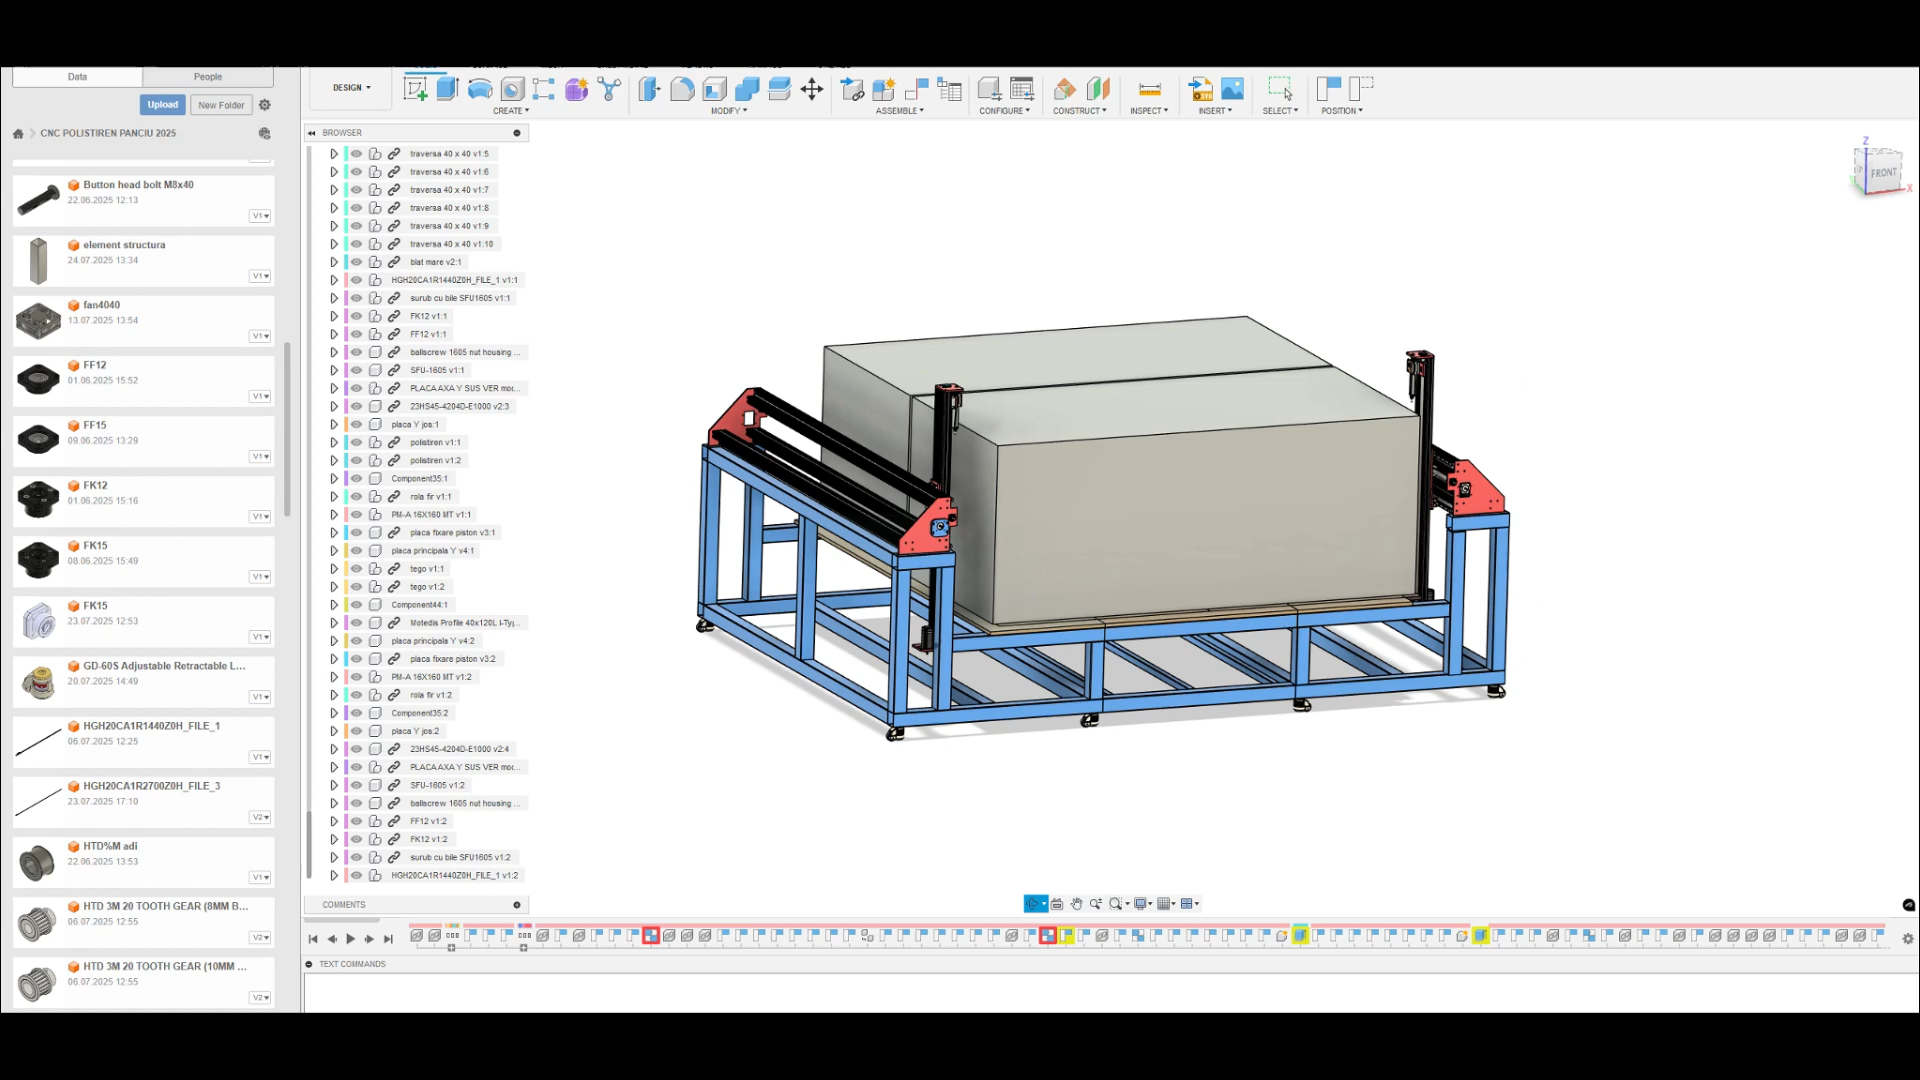 Data
People
Upload
New Folder
CNC POLISTIREN PANCIU 2025
Button head bolt M8x40
22.06.2025 12:13
V1
element structura
24.07.2025 13:34
V1
fan4040
13.07.2025 13:54
V1
FF12
01.06.2025 15:52
V1
FF15
09.06.2025 13:29
V1
FK12
01.06.2025 15:16
V1
FK15
08.06.2025 15:49
V1
FK15
23.07.2025 12:53
V1
GD-60S Adjustable Retractable L...
20.07.2025 14:49
V1
HGH20CA1R1440Z0H_FILE_1
06.07.2025 12:25
V1
HGH20CA1R2700Z0H_FILE_3
23.07.2025 17:10
V2
HTD%M adi
22.06.2025 13:53
V1
HTD 3M 20 TOOTH GEAR (8MM B...
06.07.2025 12:55
V2
HTD 3M 20 TOOTH GEAR (10MM ...
06.07.2025 12:55
V2
DESIGN
CREATE
MODIFY
ASSEMBLE
CONFIGURE
CONSTRUCT
INSPECT
INSERT
SELECT
POSITION
BROWSER
traversa 40 x 40 v1:5
traversa 40 x 40 v1:6
traversa 40 x 40 v1:7
traversa 40 x 40 v1:8
traversa 40 x 40 v1:9
traversa 40 x 40 v1:10
blat mare v2:1
HGH20CA1R1440Z0H_FILE_1 v1:1
surub cu bile SFU1605 v1:1
FK12 v1:1
FF12 v1:1
ballscrew 1605 nut housing ...
SFU-1605 v1:1
PLACA AXA Y SUS VER moc...
23HS45-4204D-E1000 v2:3
placa Y jos:1
polistiren v1:1
polistiren v1:2
Component35:1
rola fir v1:1
PM-A 16X160 MT v1:1
placa fixare piston v3:1
placa principala Y v4:1
tego v1:1
tego v1:2
Component44:1
Motedis Profile 40x120L I-Typ...
placa principala Y v4:2
placa fixare piston v3:2
PM-A 16X160 MT v1:2
rola fir v1:2
Component35:2
placa Y jos:2
23HS45-4204D-E1000 v2:4
PLACA AXA Y SUS VER moc...
SFU-1605 v1:2
ballscrew 1605 nut housing ...
FF12 v1:2
FK12 v1:2
surub cu bile SFU1605 v1:2
HGH20CA1R1440Z0H_FILE_1 v1:2
COMMENTS
Z
FRONT
X
TEXT COMMANDS